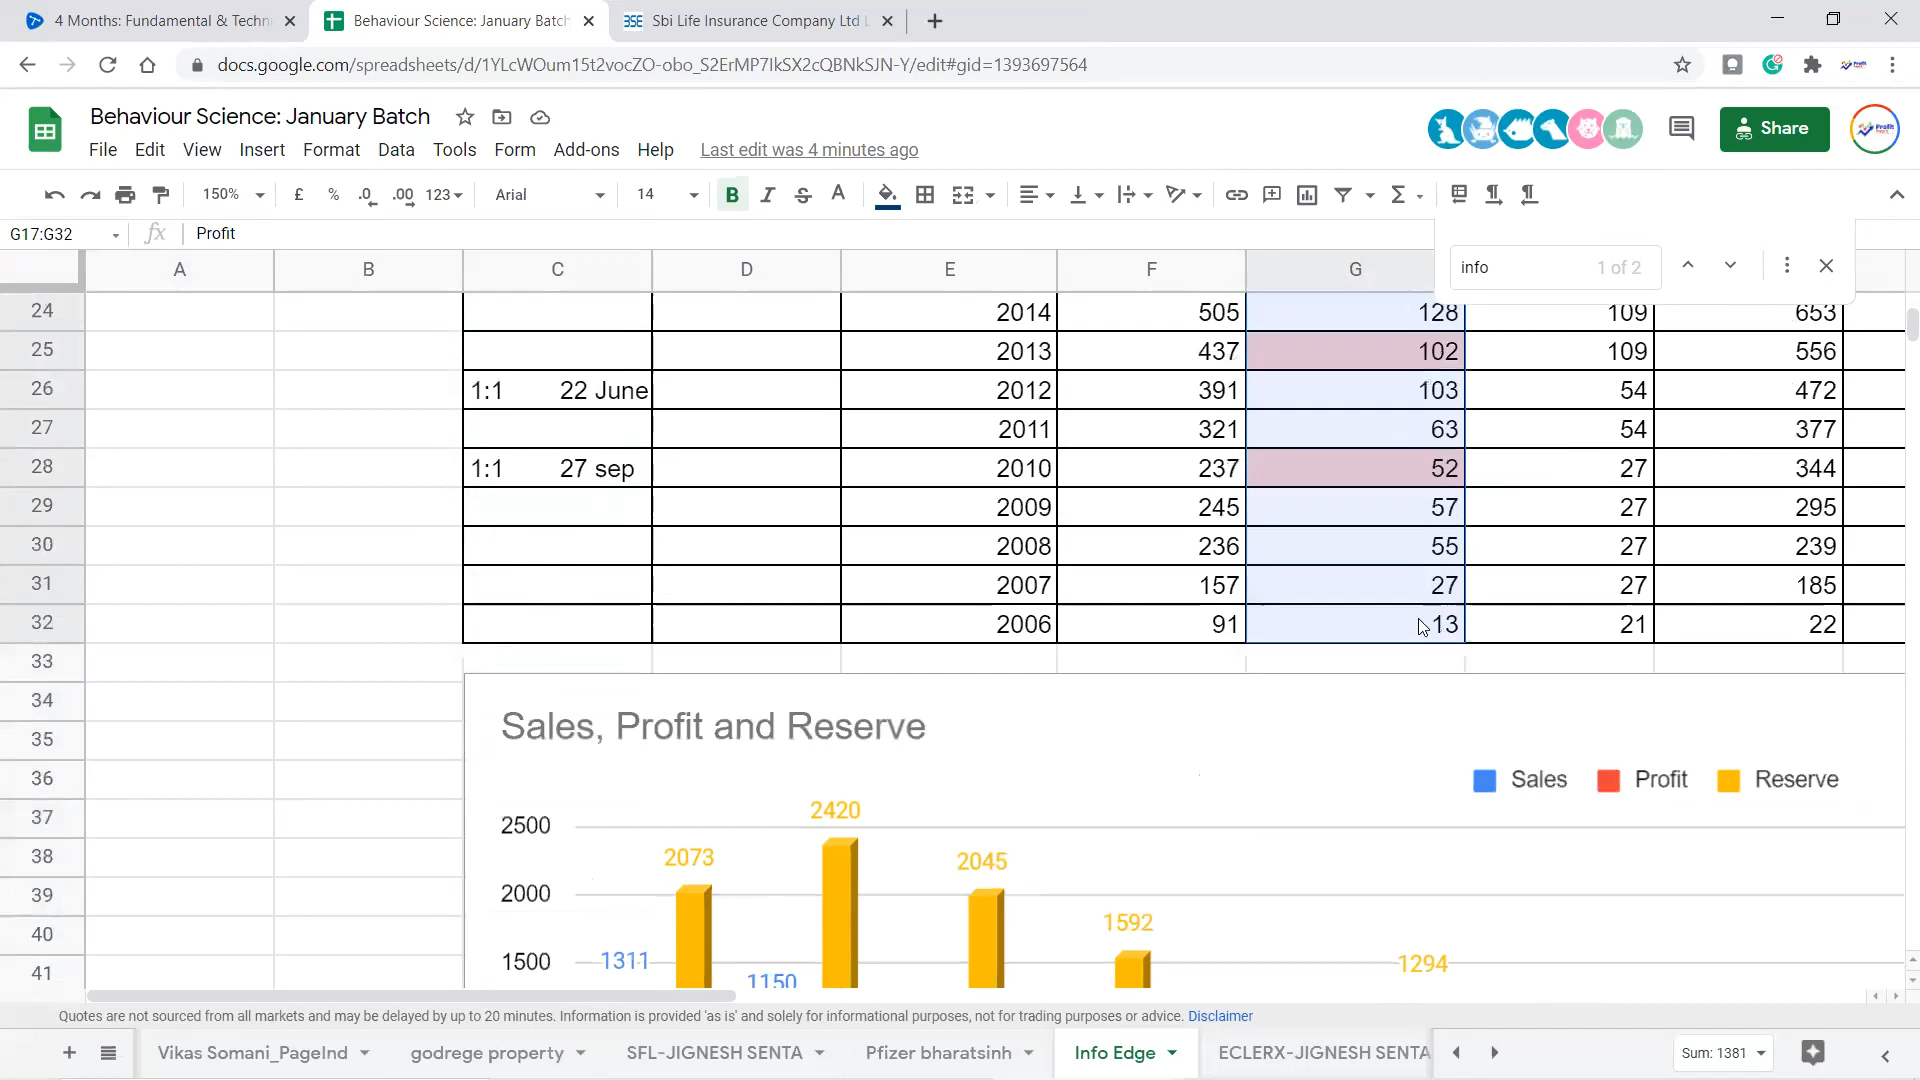 4 Months: Fundamental & Techn
Behaviour Science: January Batch
BSE Sbi Life Insurance Company Ltd L
docs.google.com/spreadsheets/d/1YLcWOum15t2vocZO-obo_S2ErMP7IkSX2cQBNkSJN-Y/edit#gid=1393697564
Behaviour Science: January Batch
Share
File Edit View Insert Format Data Tools Form Add-ons Help Last edit was 4 minutes ago
150% £ % .0 .00 123 Arial 14 B I S A Σ
G17:G32 fx Profit
info 1 of 2
A B C D E F G
24 2014 505 128 109 653
25 2013 437 102 109 556
26 1:1 22 June 2012 391 103 54 472
27 2011 321 63 54 377
28 1:1 27 sep 2010 237 52 27 344
29 2009 245 57 27 295
30 2008 236 55 27 239
31 2007 157 27 27 185
32 2006 91 13 21 22
33
34
35
36
37
38
39
40
41
Sales, Profit and Reserve
Sales Profit Reserve
2500
2000
1500
2420
2073
2045
1592
1311
1150
1294
Quotes are not sourced from all markets and may be delayed by up to 20 minutes. Information is provided 'as is' and solely for informational purposes, not for trading purposes or advice. Disclaimer
Vikas Somani_PageInd godrege property SFL-JIGNESH SENTA Pfizer bharatsinh Info Edge ECLERX-JIGNESH SENTA Sum: 1381